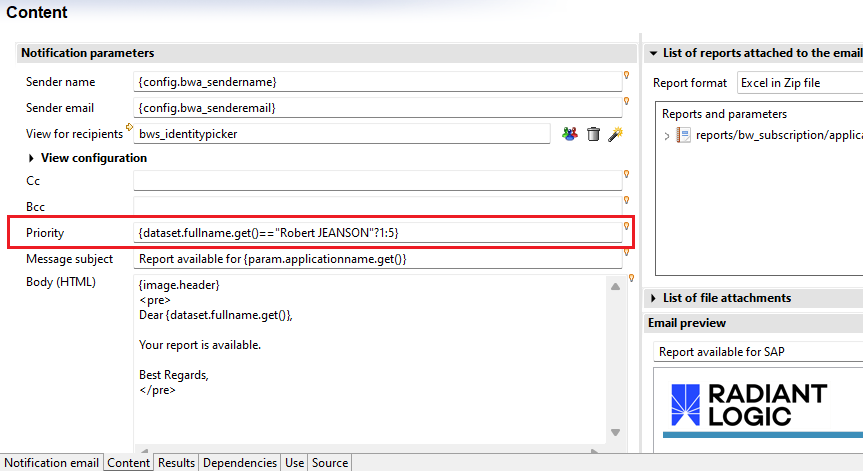 Content
Notification parameters
Sender name {config.bwa_sendername}
Sender email {config.bwa_senderemail}
View for recipients bws_identitypicker
View configuration
Cc
Bcc
Priority {dataset.fullname.get()=="Robert JEANSON"?1:5}
Message subject Report available for {param.applicationname.get()}
Body (HTML) {image.header}
<pre>
Dear {dataset.fullname.get()},
Your report is available.
Best Regards,
</pre>
List of reports attached to the email
Report format Excel in Zip file
Reports and parameters
reports/bw_subscription/applica
List of file attachments
Email preview
Report available for SAP
RADIANT
LOGIC
Notification email Content Results Dependencies Use Source